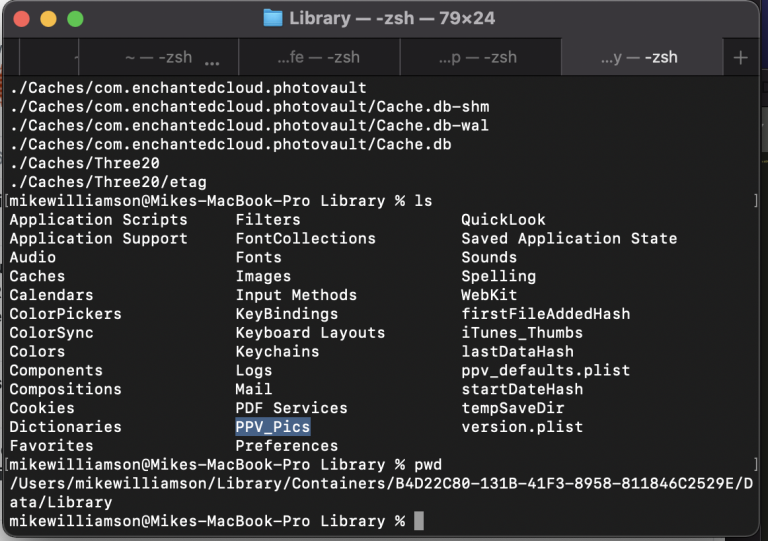 Library — -zsh — 79×24
~ — -zsh ...
...fe — -zsh
...p — -zsh
...y — -zsh
+
./Caches/com.enchantedcloud.photovault
./Caches/com.enchantedcloud.photovault/Cache.db-shm
./Caches/com.enchantedcloud.photovault/Cache.db-wal
./Caches/com.enchantedcloud.photovault/Cache.db
./Caches/Three20
./Caches/Three20/etag
[mikewilliamson@Mikes-MacBook-Pro Library % ls ]
Application Scripts Filters QuickLook
Application Support FontCollections Saved Application State
Audio Fonts Sounds
Caches Images Spelling
Calendars Input Methods WebKit
ColorPickers KeyBindings firstFileAddedHash
ColorSync Keyboard Layouts iTunes_Thumbs
Colors Keychains lastDataHash
Components Logs ppv_defaults.plist
Compositions Mail startDateHash
Cookies PDF Services tempSaveDir
Dictionaries PPV_Pics version.plist
Favorites Preferences
[mikewilliamson@Mikes-MacBook-Pro Library % pwd ]
/Users/mikewilliamson/Library/Containers/B4D22C80-131B-41F3-8958-811846C2529E/D
ata/Library
mikewilliamson@Mikes-MacBook-Pro Library %